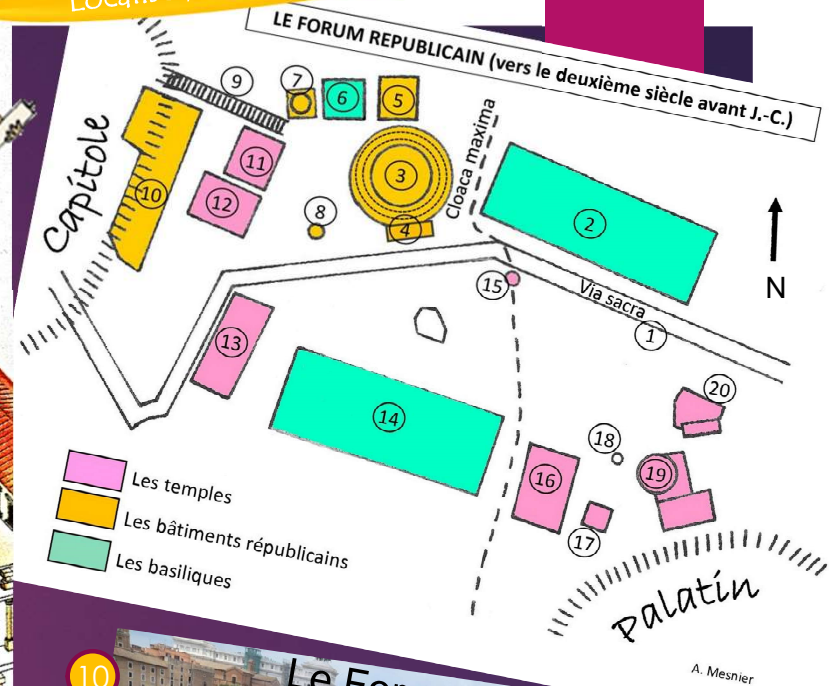 LE FORUM REPUBLICAIN (vers le deuxième siècle avant J.-C.)
Capitole
9
7
6
5
Cloaca maxima
10
11
12
3
8
4
2
N
15
Via sacra
1
13
14
20
18
16
19
17
Les temples
Les bâtiments républicains
Les basiliques
Palatin
A. Mesnier
10